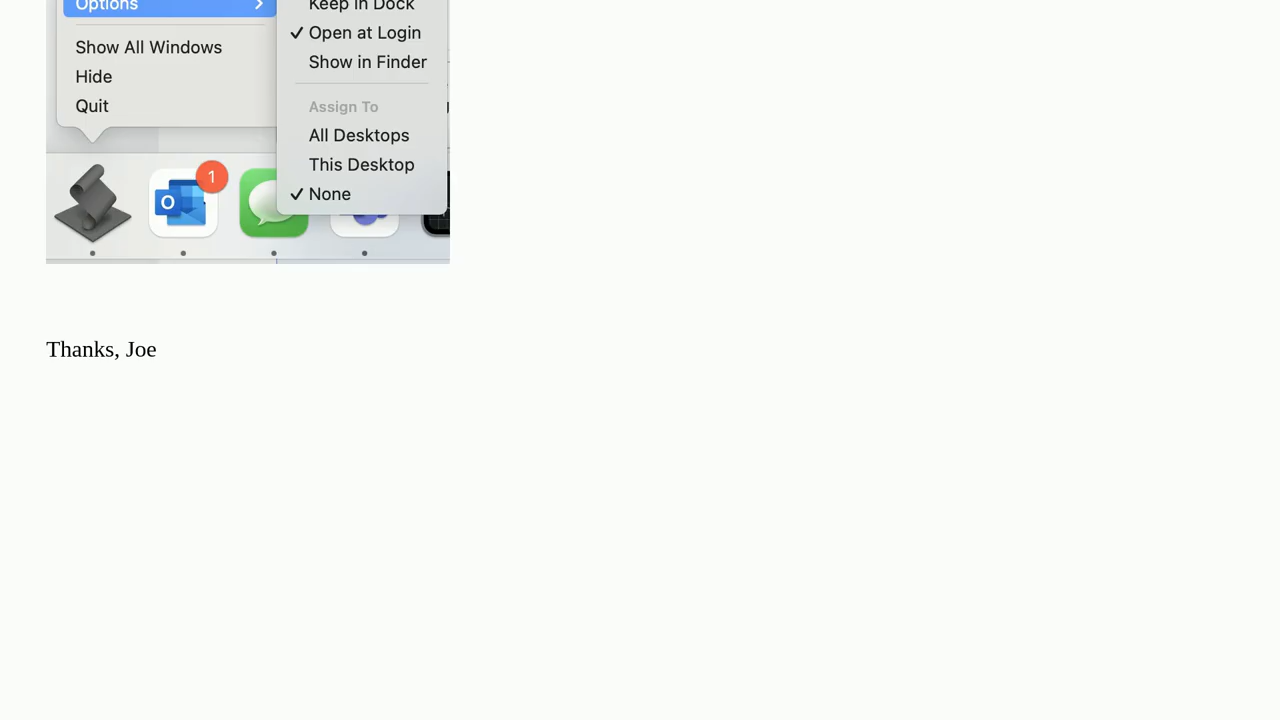 Options
Keep in Dock
Open at Login
Show in Finder
Show All Windows
Hide
Quit
Assign To
All Desktops
This Desktop
None
1
O
Thanks, Joe